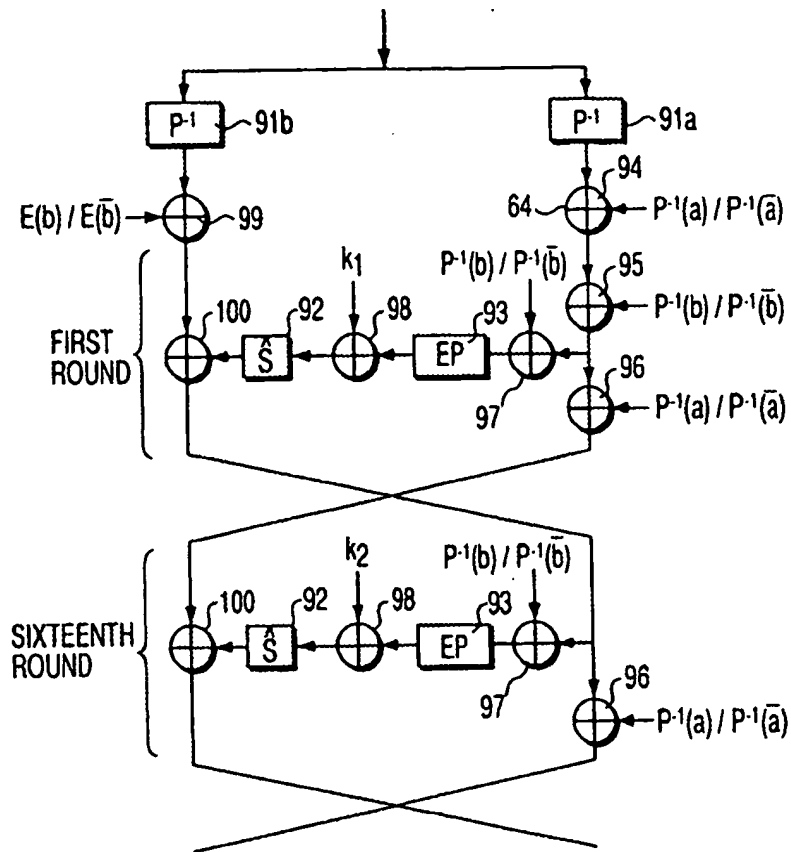 P-1 91b P-1 91a
94
E(b) / E(b̄) 99 64 P-1(a) / P-1(ā)
k1 P-1(b) / P-1(b̄) 95
P-1(b) / P-1(b̄)
FIRST ROUND
100 92 98 93 96
Ŝ EP
97 P-1(a) / P-1(ā)
k2 P-1(b) / P-1(b̄)
SIXTEENTH ROUND
100 92 98 93
Ŝ EP
97 96
P-1(a) / P-1(ā)